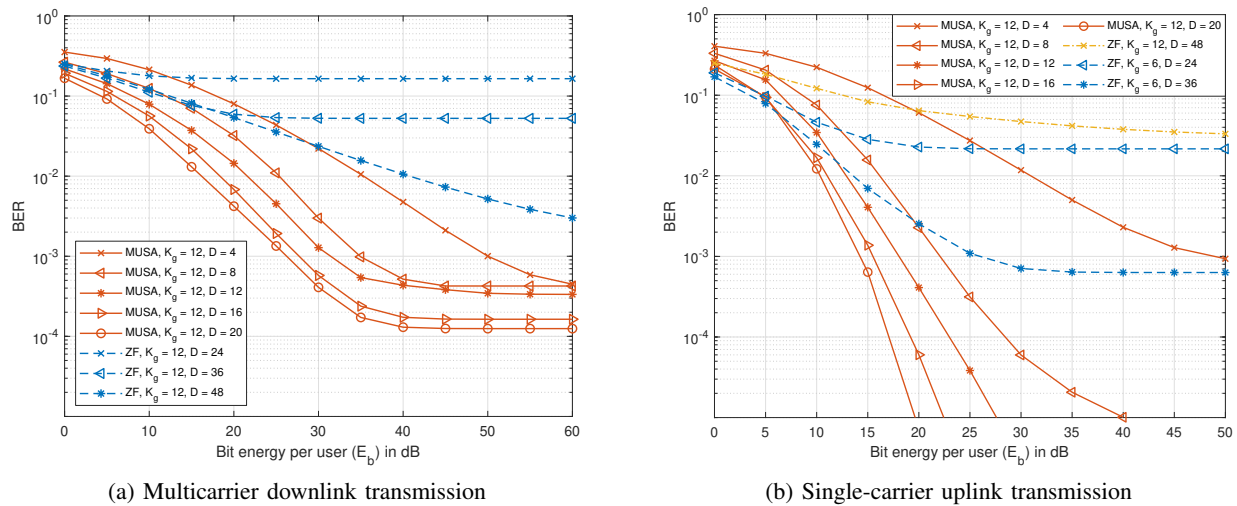 10^0
10^-1
10^-2
10^-3
10^-4
BER
0 10 20 30 40 50 60
Bit energy per user (E_b) in dB
MUSA, K_g = 12, D = 4
MUSA, K_g = 12, D = 8
MUSA, K_g = 12, D = 12
MUSA, K_g = 12, D = 16
MUSA, K_g = 12, D = 20
ZF, K_g = 12, D = 24
ZF, K_g = 12, D = 36
ZF, K_g = 12, D = 48
(a) Multicarrier downlink transmission
10^0
10^-1
10^-2
10^-3
10^-4
BER
0 5 10 15 20 25 30 35 40 45 50
Bit energy per user (E_b) in dB
MUSA, K_g = 12, D = 4
MUSA, K_g = 12, D = 8
MUSA, K_g = 12, D = 12
MUSA, K_g = 12, D = 16
MUSA, K_g = 12, D = 20
ZF, K_g = 12, D = 48
ZF, K_g = 6, D = 24
ZF, K_g = 6, D = 36
(b) Single-carrier uplink transmission